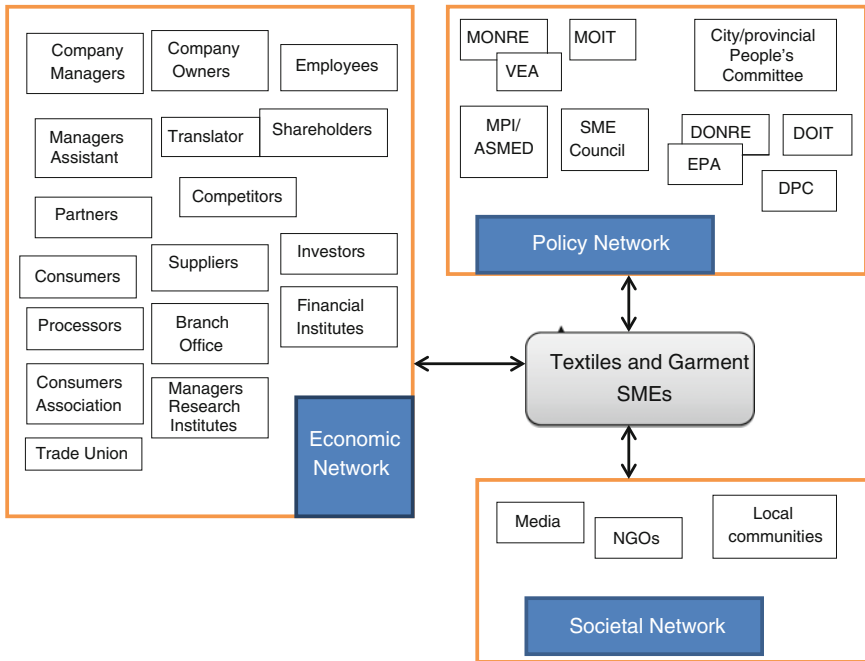 Company
Managers
Company
Owners
Employees
Managers
Assistant
Translator
Shareholders
Partners
Competitors
Consumers
Suppliers
Investors
Processors
Branch
Office
Financial
Institutes
Consumers
Association
Managers
Research
Institutes
Trade Union
Economic
Network
MONRE
VEA
MOIT
City/provincial
People's
Committee
MPI/
ASMED
SME
Council
DONRE
EPA
DOIT
DPC
Policy Network
Textiles and Garment
SMEs
Media
NGOs
Local
communities
Societal Network